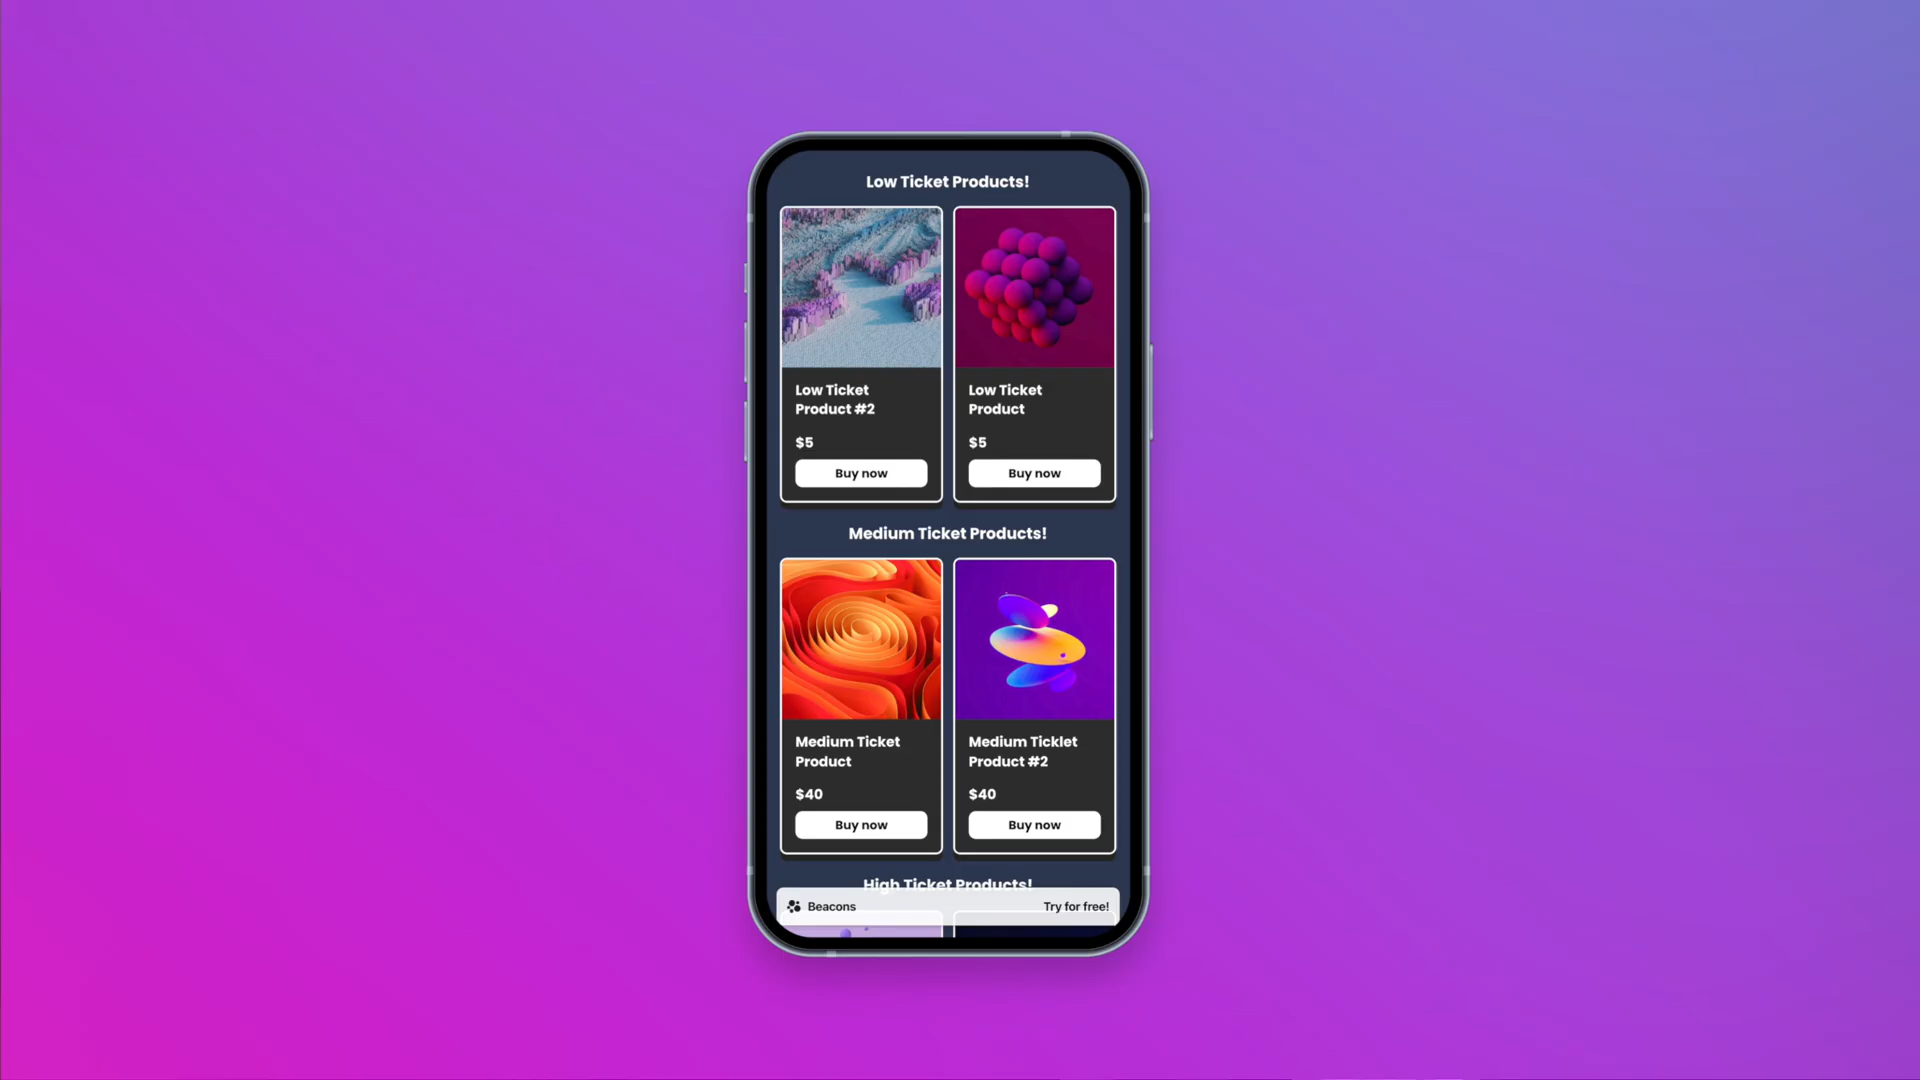 Low Ticket Products!
Low Ticket
Product #2
$5
Buy now
Low Ticket
Product
$5
Buy now
Medium Ticket Products!
Medium Ticket
Product
$40
Buy now
Medium Ticklet
Product #2
$40
Buy now
High Ticket Products!
Beacons
Try for free!